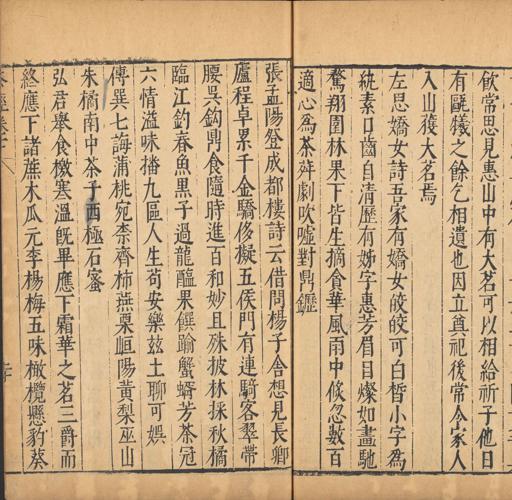 飲常思見惠山中有大茗可以相給祈子他日
有甌犧之餘乞相遺也因立奠祀後常令家人
入山獲大茗焉
左思嬌女詩吾家有嬌女皎皎可白皙小字為
紈素口齒自清歷有姊字惠芳眉目燦如畫馳
騖翔園林果下皆生摘貪華風雨中倏忽數百
適心為茶荈劇吹噓對鼎䥶
張孟陽登成都樓詩云借問楊子舍想見長卿
廬程卓累千金驕侈擬五侯門有連騎客翠帶
腰吳鈎鼎食隨時進百和妙且殊披林採秋橘
臨江釣春魚黑子過龍醢果饌踰蟹蝑芳茶冠
六情溢味播九區人生苟安樂茲土聊可娛
傅巽七誨蒲桃宛柰齊柿燕栗峘陽黃梨巫山
朱橘南中茶子西極石蜜
弘君舉食檄寒溫旣畢應下霜華之茗三爵而
終應下諸蔗木瓜元李楊梅五味橄欖懸豹葵